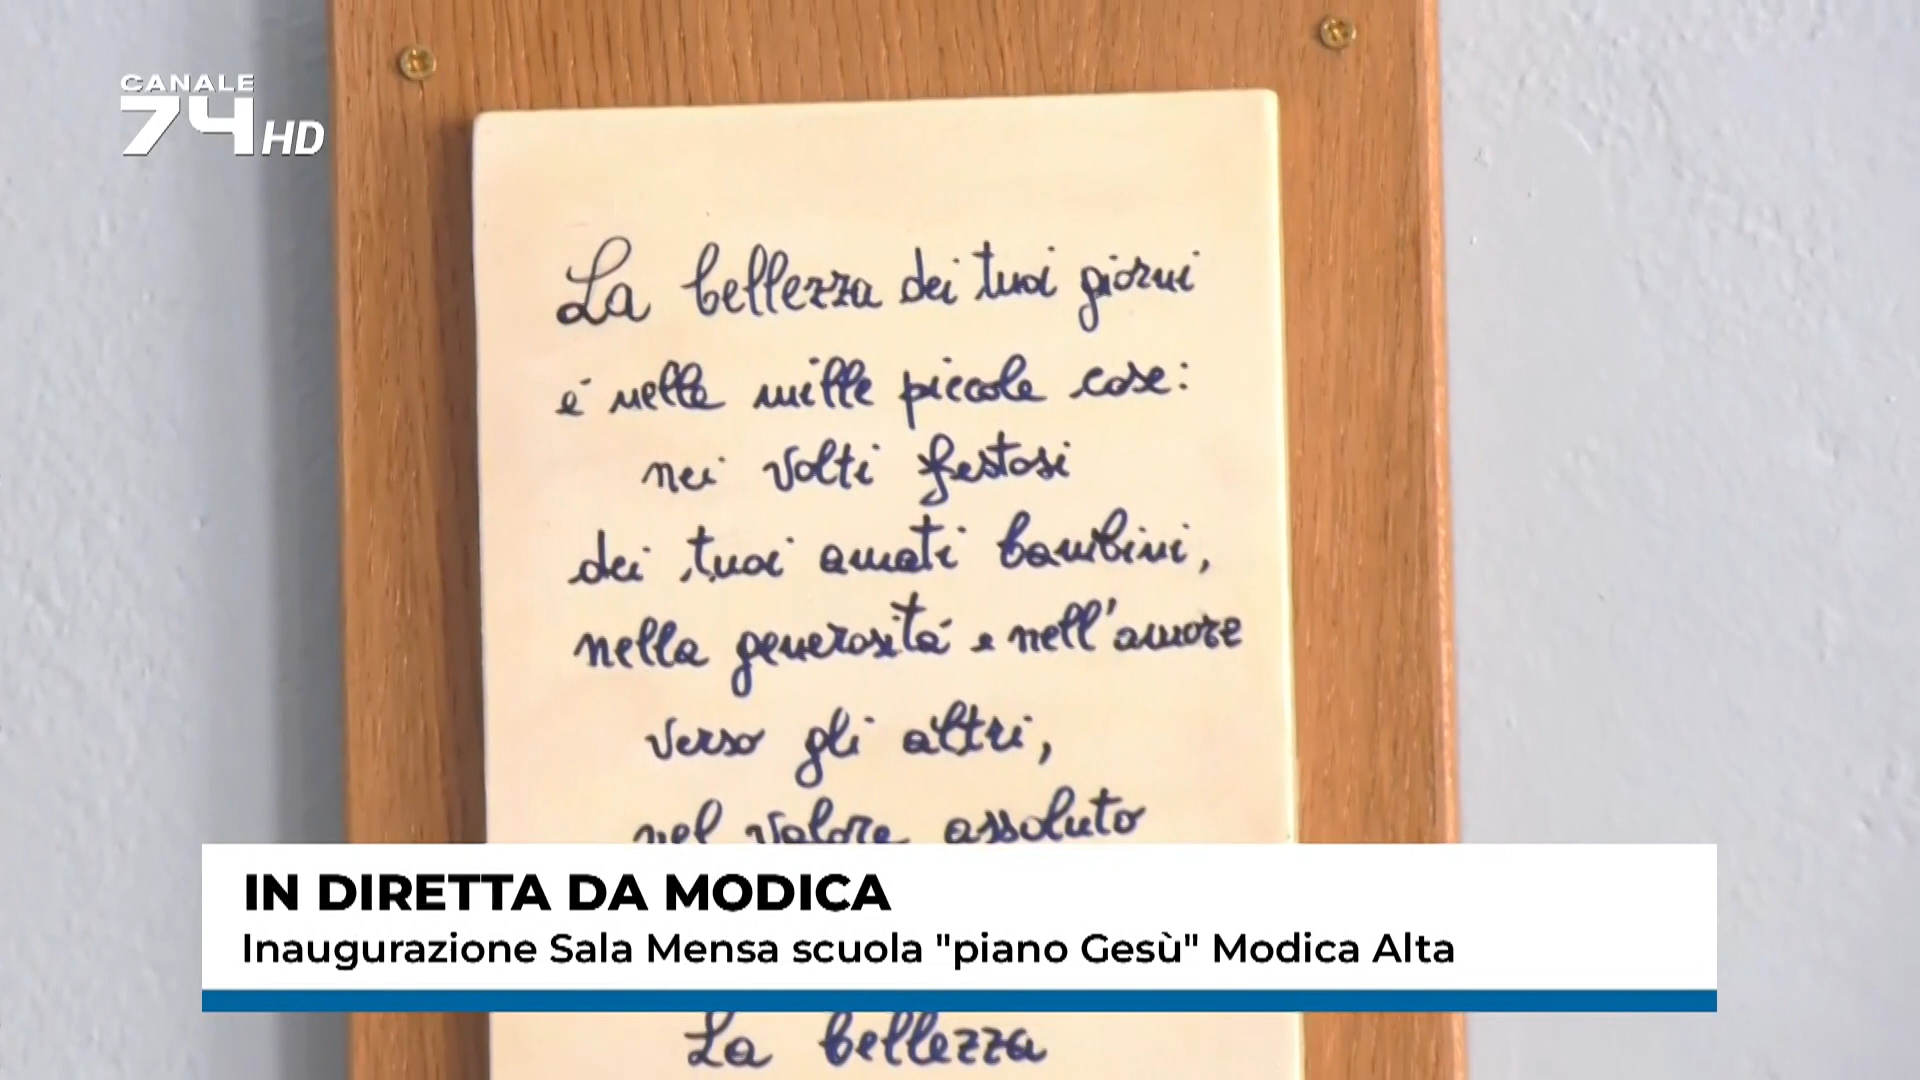 CANALE
74 HD
La bellezza dei tuoi giorni
é nelle mille piccole cose:
nei volti festosi
dei tuoi amati bambini,
nella generositá e nell'amore
verso gli altri,
nel valore assoluto
IN DIRETTA DA MODICA
Inaugurazione Sala Mensa scuola "piano Gesù" Modica Alta
La bellezza